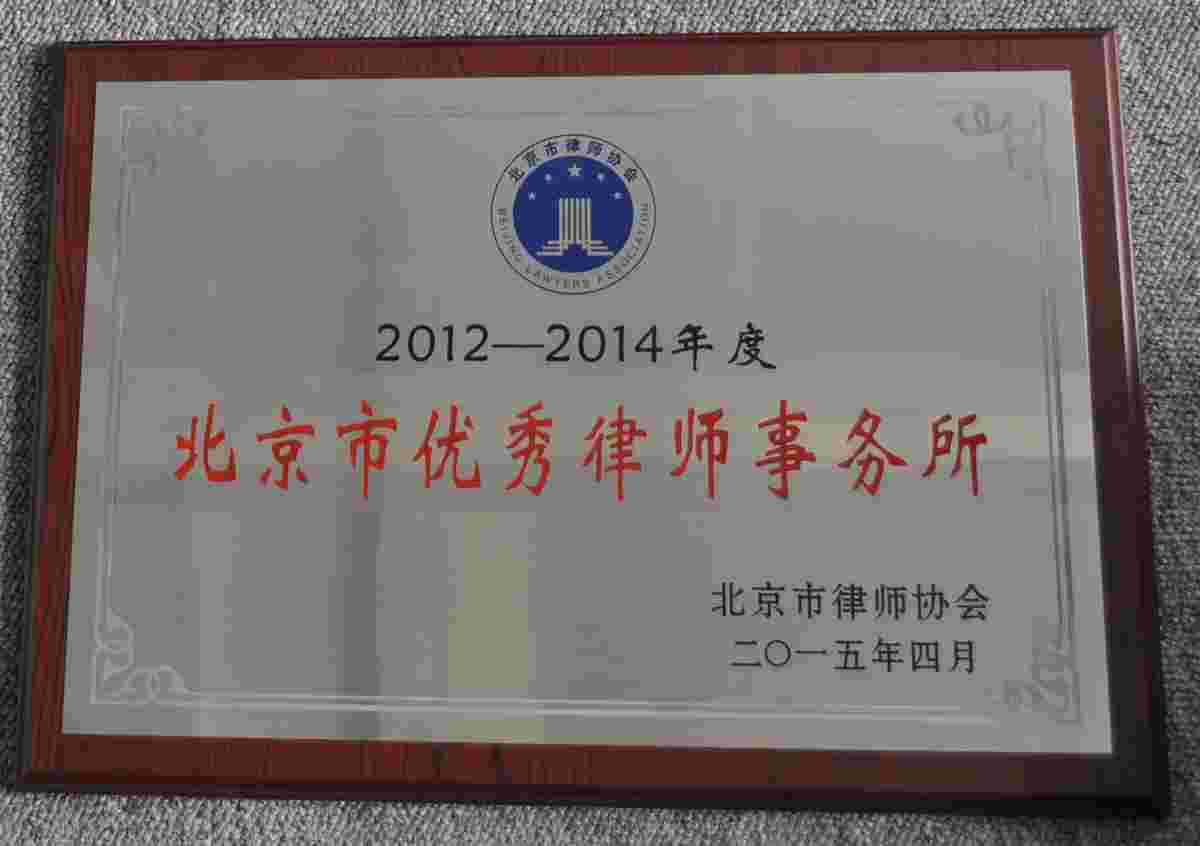 北京市律师协会
BEIJING LAWYERS ASSOCIATION
2012—2014年度
北京市优秀律师事务所
北京市律师协会
二〇一五年四月